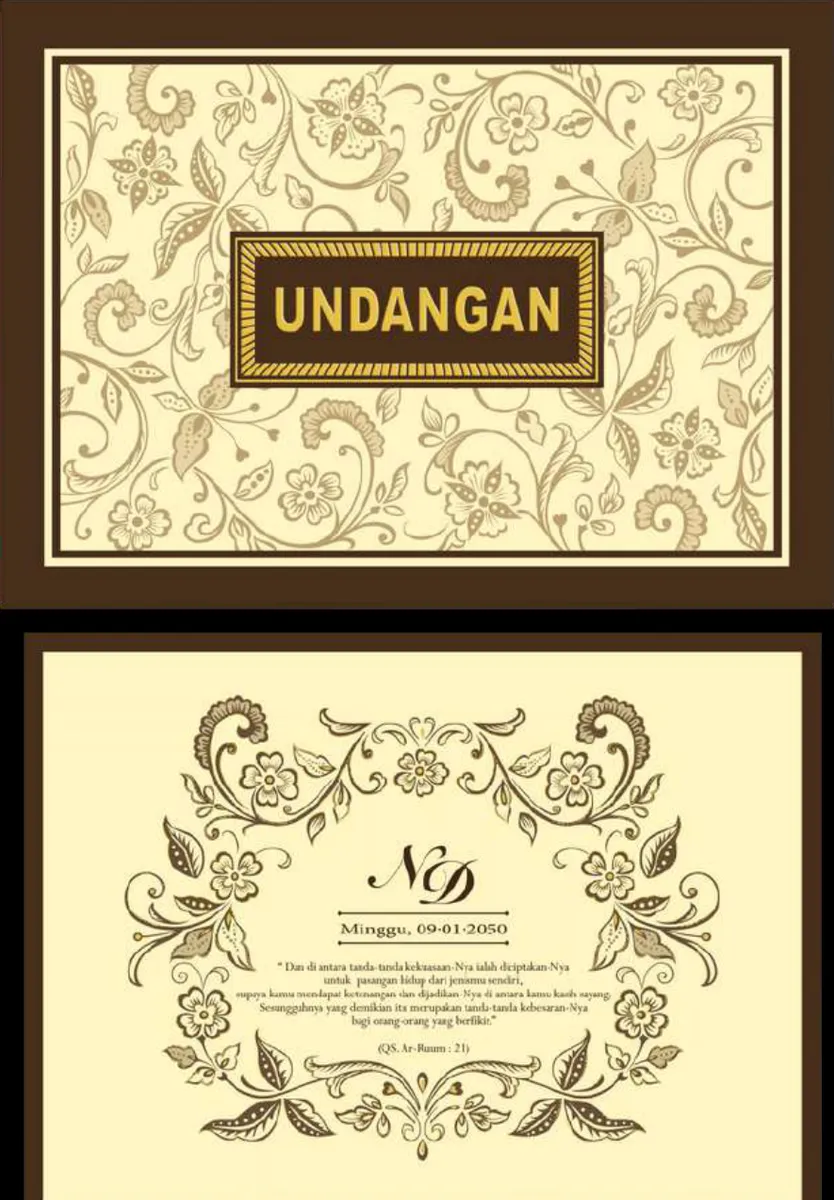 UNDANGAN
ND
Minggu, 09·01·2050
" Dan di antara tanda-tanda kekuasaan-Nya ialah diciptakan-Nya
untuk pasangan hidup dari jenismu sendiri,
supaya kamu mendapat ketenangan dan dijadikan-Nya di antara kamu kasih sayang.
Sesungguhnya yang demikian itu merupakan tanda-tanda kebesaran-Nya
bagi orang-orang yang berfikir."
(QS. Ar-Ruum : 21)